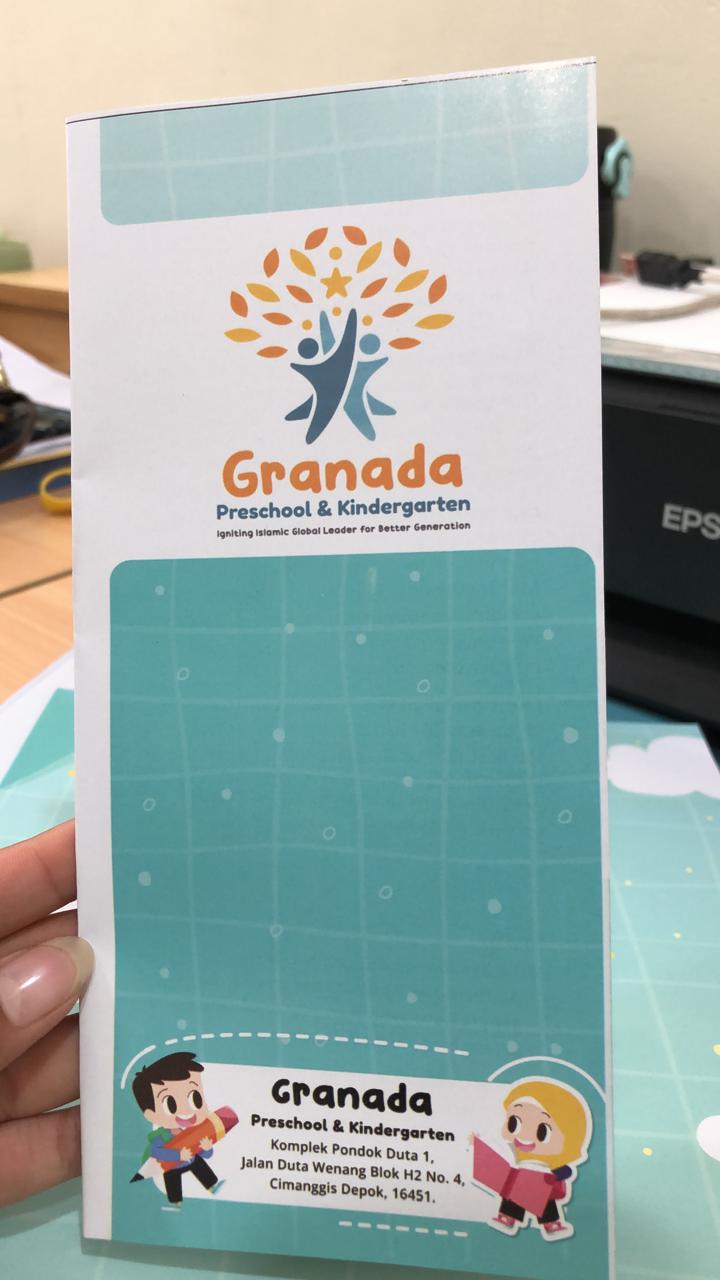 Granada
Preschool & Kindergarten
Igniting Islamic Global Leader for Better Generation
EPS
Granada
Preschool & Kindergarten
Komplek Pondok Duta 1,
Jalan Duta Wenang Blok H2 No. 4,
Cimanggis Depok, 16451.